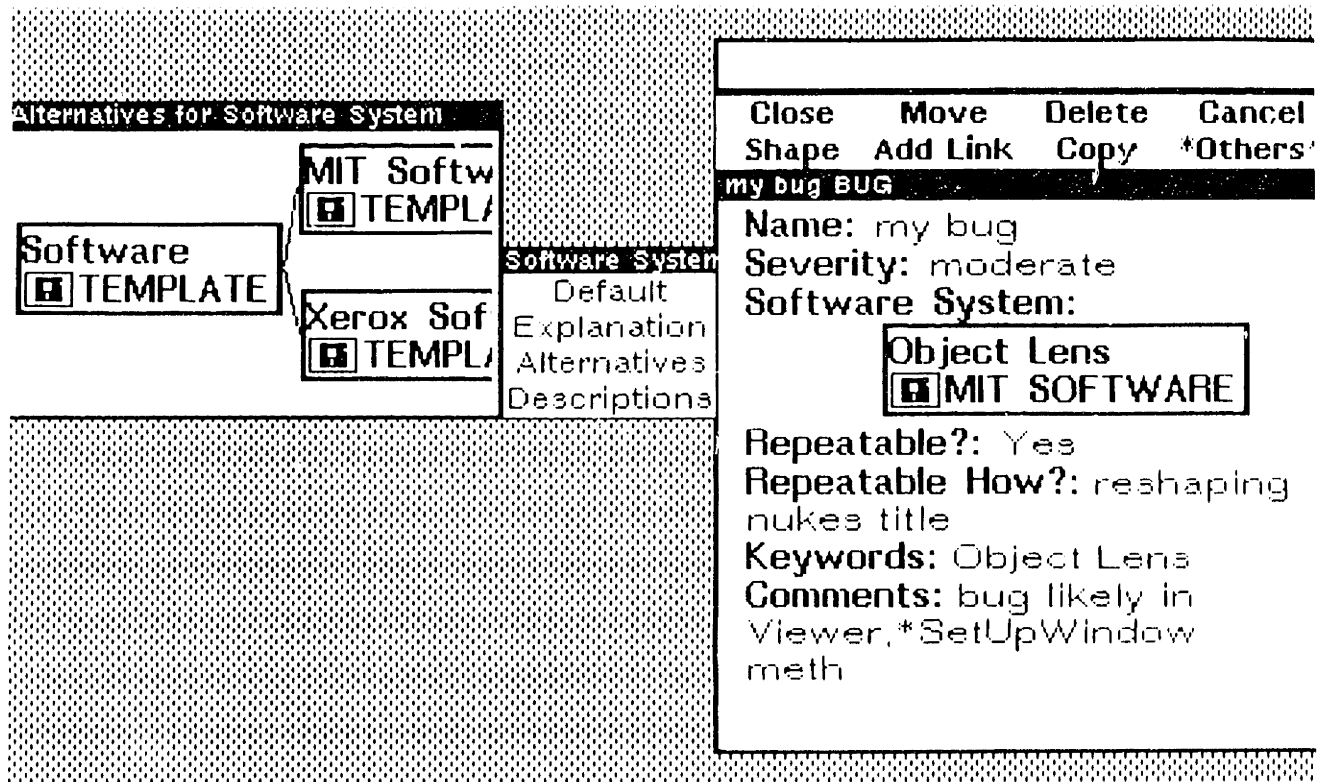 Alternatives for Software System
Software
TEMPLATE
MIT Softw
TEMPLA
Xerox Sof
TEMPLA
Software System
Default
Explanation
Alternatives
Descriptions
Close Move Delete Cancel
Shape Add Link Copy *Others*
my bug BUG
Name: my bug
Severity: moderate
Software System:
Object Lens
MIT SOFTWARE
Repeatable?: Yes
Repeatable How?: reshaping
nukes title
Keywords: Object Lens
Comments: bug likely in
Viewer,*SetUpWindow
meth